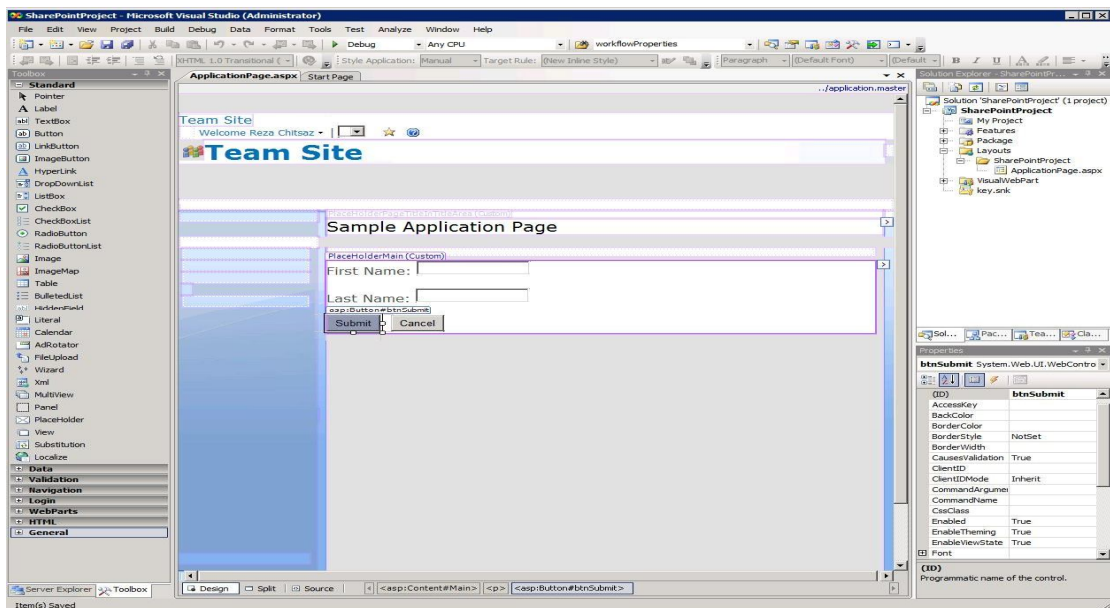 SharePointProject - Microsoft Visual Studio (Administrator)
File Edit View Project Build Debug Data Format Tools Test Analyze Window Help
Debug Any CPU workflowProperties
XHTML 1.0 Transitional ( Style Application: Manual Target Rule: (New Inline Style) Paragraph (Default Font) (Default B I U A
Toolbox
Standard
Pointer
Label
TextBox
Button
LinkButton
ImageButton
HyperLink
DropDownList
ListBox
CheckBox
CheckBoxList
RadioButton
RadioButtonList
Image
ImageMap
Table
BulletedList
HiddenField
Literal
Calendar
AdRotator
FileUpload
Wizard
Xml
MultiView
Panel
PlaceHolder
View
Substitution
Localize
Data
Validation
Navigation
Login
WebParts
HTML
General
Server Explorer Toolbox
ApplicationPage.aspx Start Page
../application.master
Team Site
Welcome Reza Chitsaz
Team Site
PlaceHolderPageTitleInTitleArea (Custom)
Sample Application Page
PlaceHolderMain (Custom)
First Name:
Last Name:
asp:Button#btnSubmit
Submit Cancel
Design Split Source <asp:Content#Main> <p> <asp:Button#btnSubmit>
Solution Explorer - SharePointPr...
Solution 'SharePointProject' (1 project)
SharePointProject
My Project
Features
Package
Layouts
SharePointProject
ApplicationPage.aspx
VisualWebPart
key.snk
Sol... Pac... Tea... Cla...
Properties
btnSubmit System.Web.UI.WebContro
(ID) btnSubmit
AccessKey
BackColor
BorderColor
BorderStyle NotSet
BorderWidth
CausesValidation True
ClientID
ClientIDMode Inherit
CommandArgumen
CommandName
CssClass
Enabled True
EnableTheming True
EnableViewState True
Font
(ID)
Programmatic name of the control.
Item(s) Saved